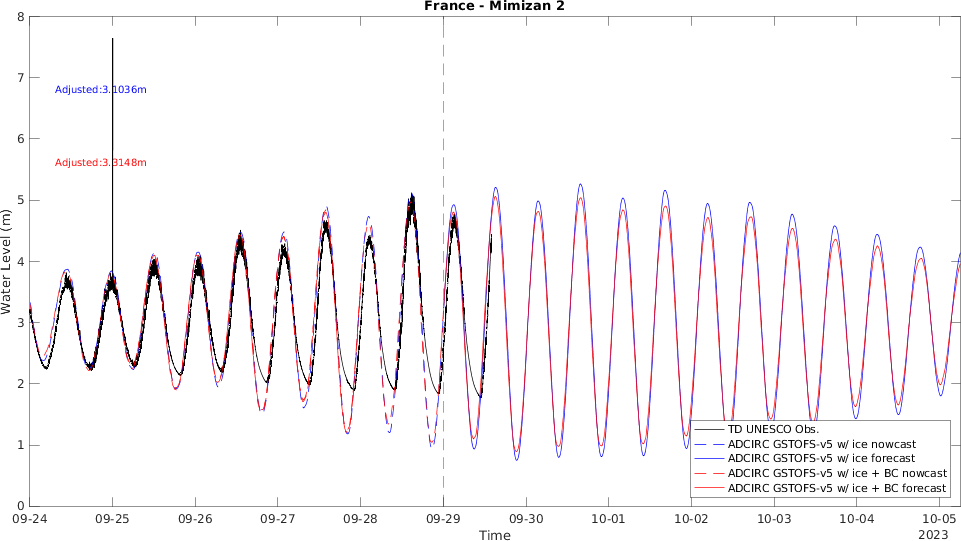 France - Mimizan 2
8
7
6
5
4
3
2
1
0
Water Level (m)
Adjusted:3.1036m
Adjusted:3.3148m
TD UNESCO Obs.
ADCIRC GSTOFS-v5 w/ ice nowcast
ADCIRC GSTOFS-v5 w/ ice forecast
ADCIRC GSTOFS-v5 w/ ice + BC nowcast
ADCIRC GSTOFS-v5 w/ ice + BC forecast
09-24 09-25 09-26 09-27 09-28 09-29 09-30 10-01 10-02 10-03 10-04 10-05
Time
2023